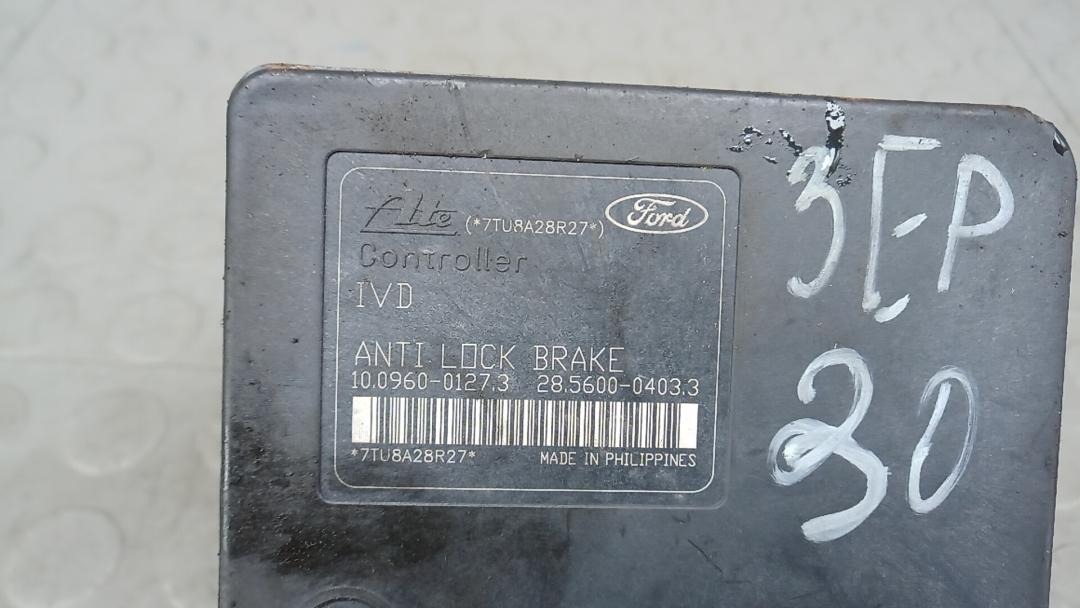 Ate (*7TU8A28R27*) Ford
Controller
IVD
ANTI LOCK BRAKE
10.0960-0127.3 28.5600-0403.3
*7TU8A28R27* MADE IN PHILIPPINES
30